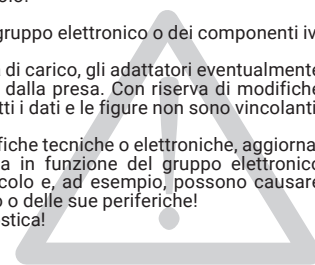 gruppo elettronico o dei componenti iv
di carico, gli adattatori eventualmente
dalla presa. Con riserva di modifiche
tti i dati e le figure non sono vincolanti
fiche tecniche o elettroniche, aggiorna
a in funzione del gruppo elettronico
colo e, ad esempio, possono causare
o o delle sue periferiche!
stica!